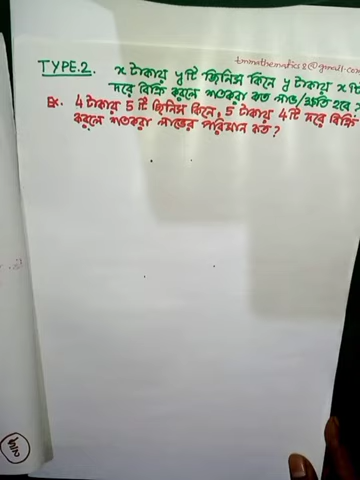 tmmathematics2@gmail.com
TYPE.2. x টাকায় y টি জিনিস কিনে y টাকায় x টি
দরে বিক্রি করলে শতকরা কত লাভ/ক্ষতি হবে?
Ex. 4 টাকায় 5 টি জিনিস কিনে, 5 টাকায় 4 টি দরে বিক্রি
করলে শতকরা লাভের পরিমান কত?